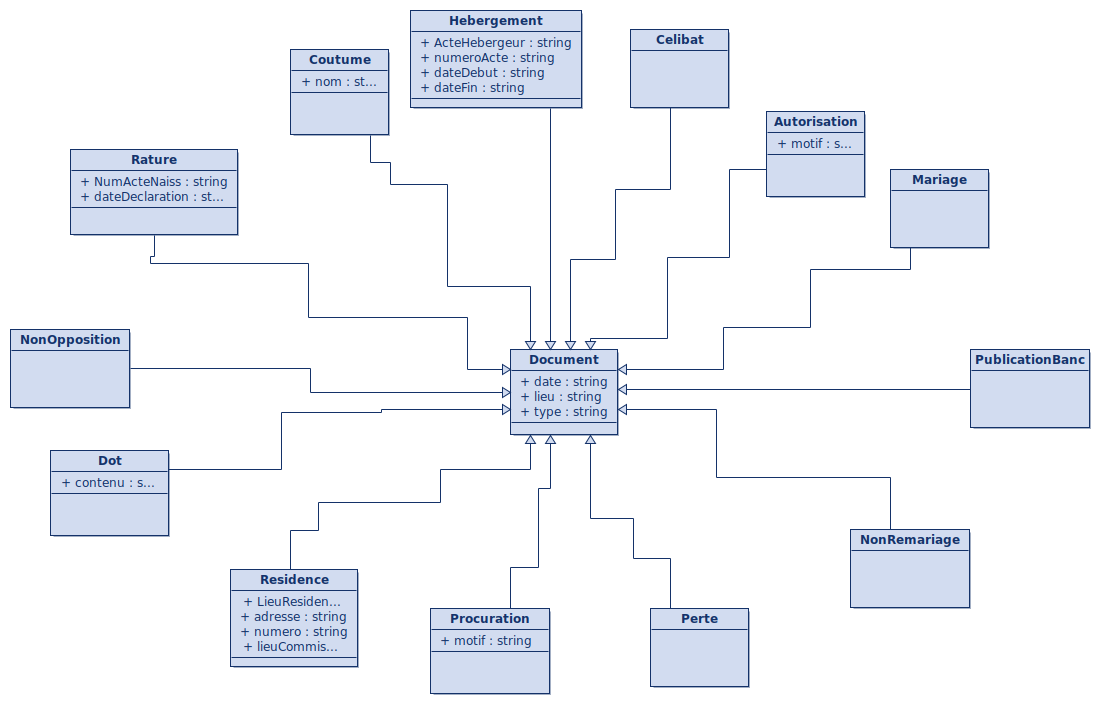 Hebergement
+ ActeHebergeur : string
+ numeroActe : string
+ dateDebut : string
+ dateFin : string
Celibat
Coutume
+ nom : st...
Autorisation
+ motif : s...
Rature
+ NumActeNaiss : string
+ dateDeclaration : st...
Mariage
NonOpposition
Document
+ date : string
+ lieu : string
+ type : string
PublicationBanc
Dot
+ contenu : s...
NonRemariage
Residence
+ LieuResiden...
+ adresse : string
+ numero : string
+ lieuCommis...
Procuration
+ motif : string
Perte